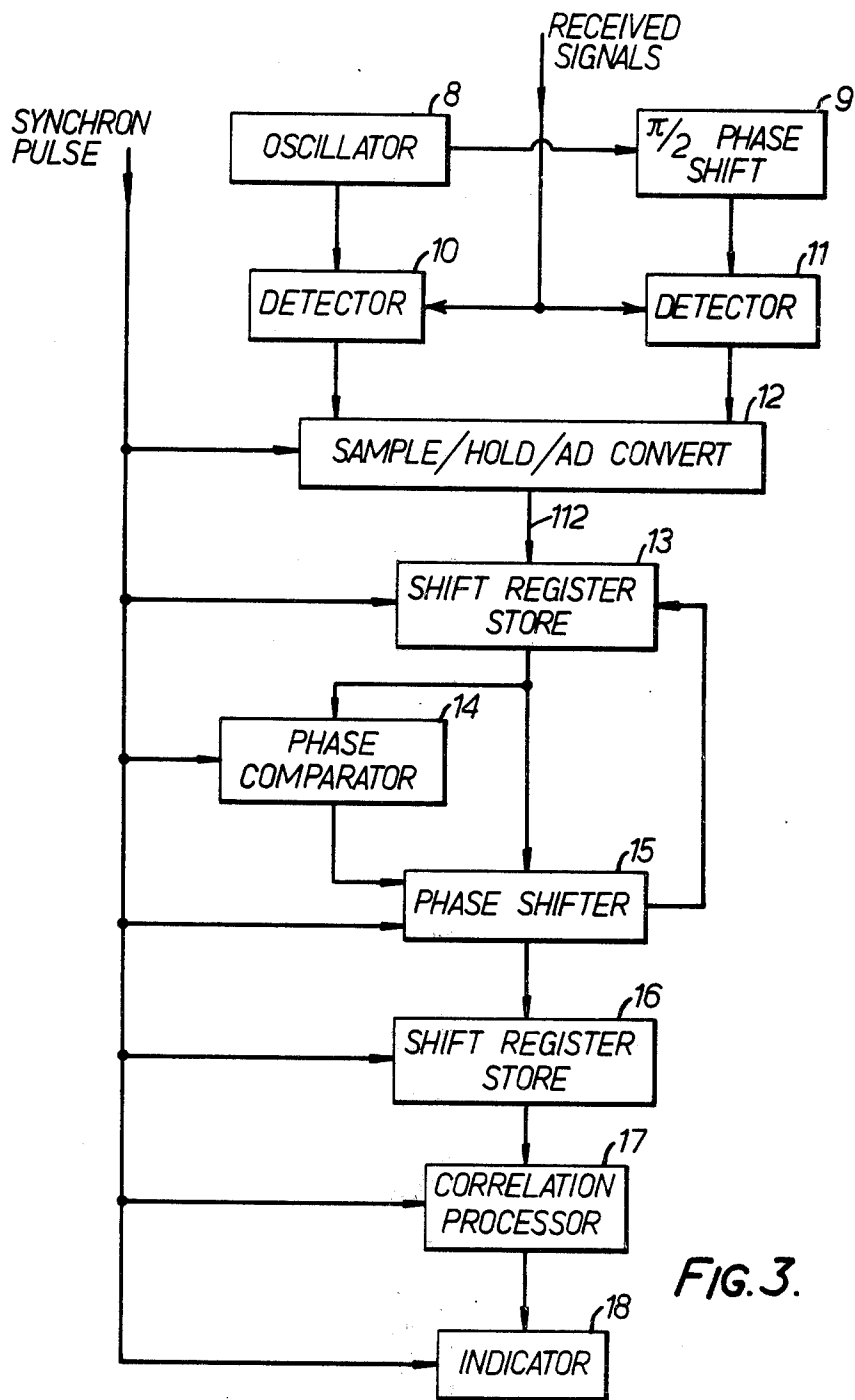 RECEIVED
SIGNALS
SYNCHRON
PULSE
8
OSCILLATOR
9
π/2 PHASE
SHIFT
10
DETECTOR
11
DETECTOR
12
SAMPLE/HOLD/AD CONVERT
112
13
SHIFT REGISTER
STORE
14
PHASE
COMPARATOR
15
PHASE SHIFTER
16
SHIFT REGISTER
STORE
17
CORRELATION
PROCESSOR
FIG.3.
18
INDICATOR